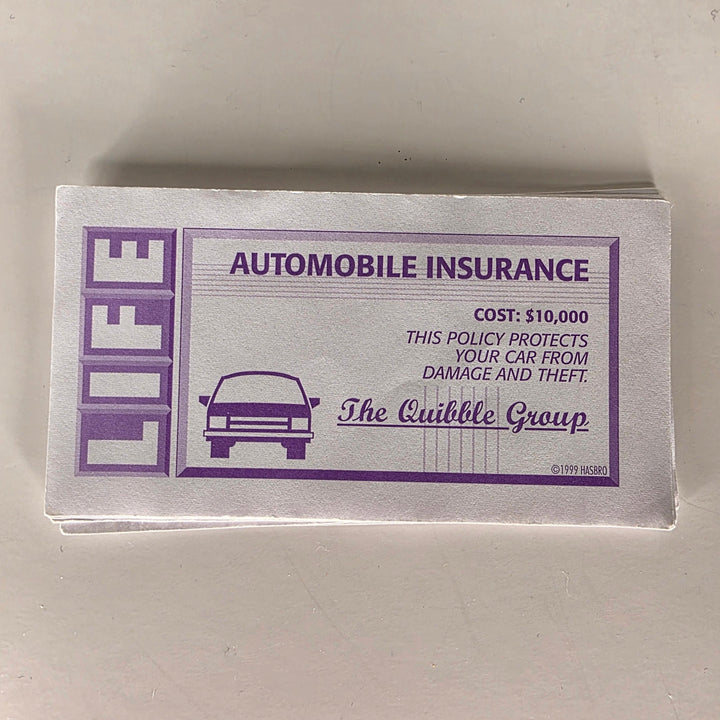 LIFE
AUTOMOBILE INSURANCE
COST: $10,000
THIS POLICY PROTECTS
YOUR CAR FROM
DAMAGE AND THEFT.
The Quibble Group
©1999 HASBRO